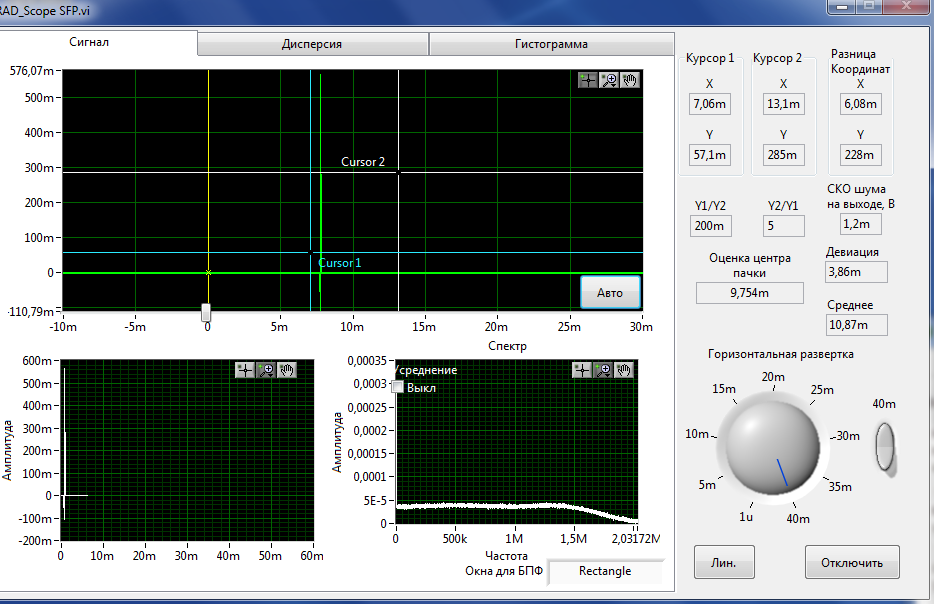 RAD_Scope SFP.vi
Сигнал
Дисперсия
Гистограмма
576,07m
500m
400m
300m
200m
100m
0
-110,79m
Cursor 2
Cursor 1
Авто
-10m -5m 0 5m 10m 15m 20m 25m 30m
Спектр
Амплитуда
600m
500m
400m
300m
200m
100m
0
-100m
-200m
0 10m 20m 30m 40m 50m 60m
Амплитуда
0,00035
0,0003
0,00025
0,0002
0,00015
0,0001
5E-5
0
Усреднение
Выкл
0 500k 1M 1,5M 2,03172M
Частота
Окна для БПФ
Rectangle
Курсор 1
X
7,06m
Y
57,1m
Курсор 2
X
13,1m
Y
285m
Разница
Координат
X
6,08m
Y
228m
Y1/Y2
200m
Y2/Y1
5
СКО шума
на выходе, В
1,2m
Оценка центра
пачки
9,754m
Девиация
3,86m
Среднее
10,87m
Горизонтальная развертка
1u
5m
10m
15m
20m
25m
30m
35m
40m
40m
Лин.
Отключить